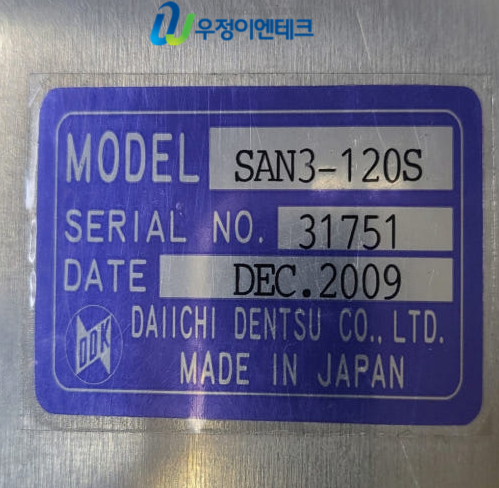 우정이엔테크
MODEL SAN3-120S
SERIAL NO. 31751
DATE DEC.2009
DDK
DAIICHI DENTSU CO., LTD.
MADE IN JAPAN